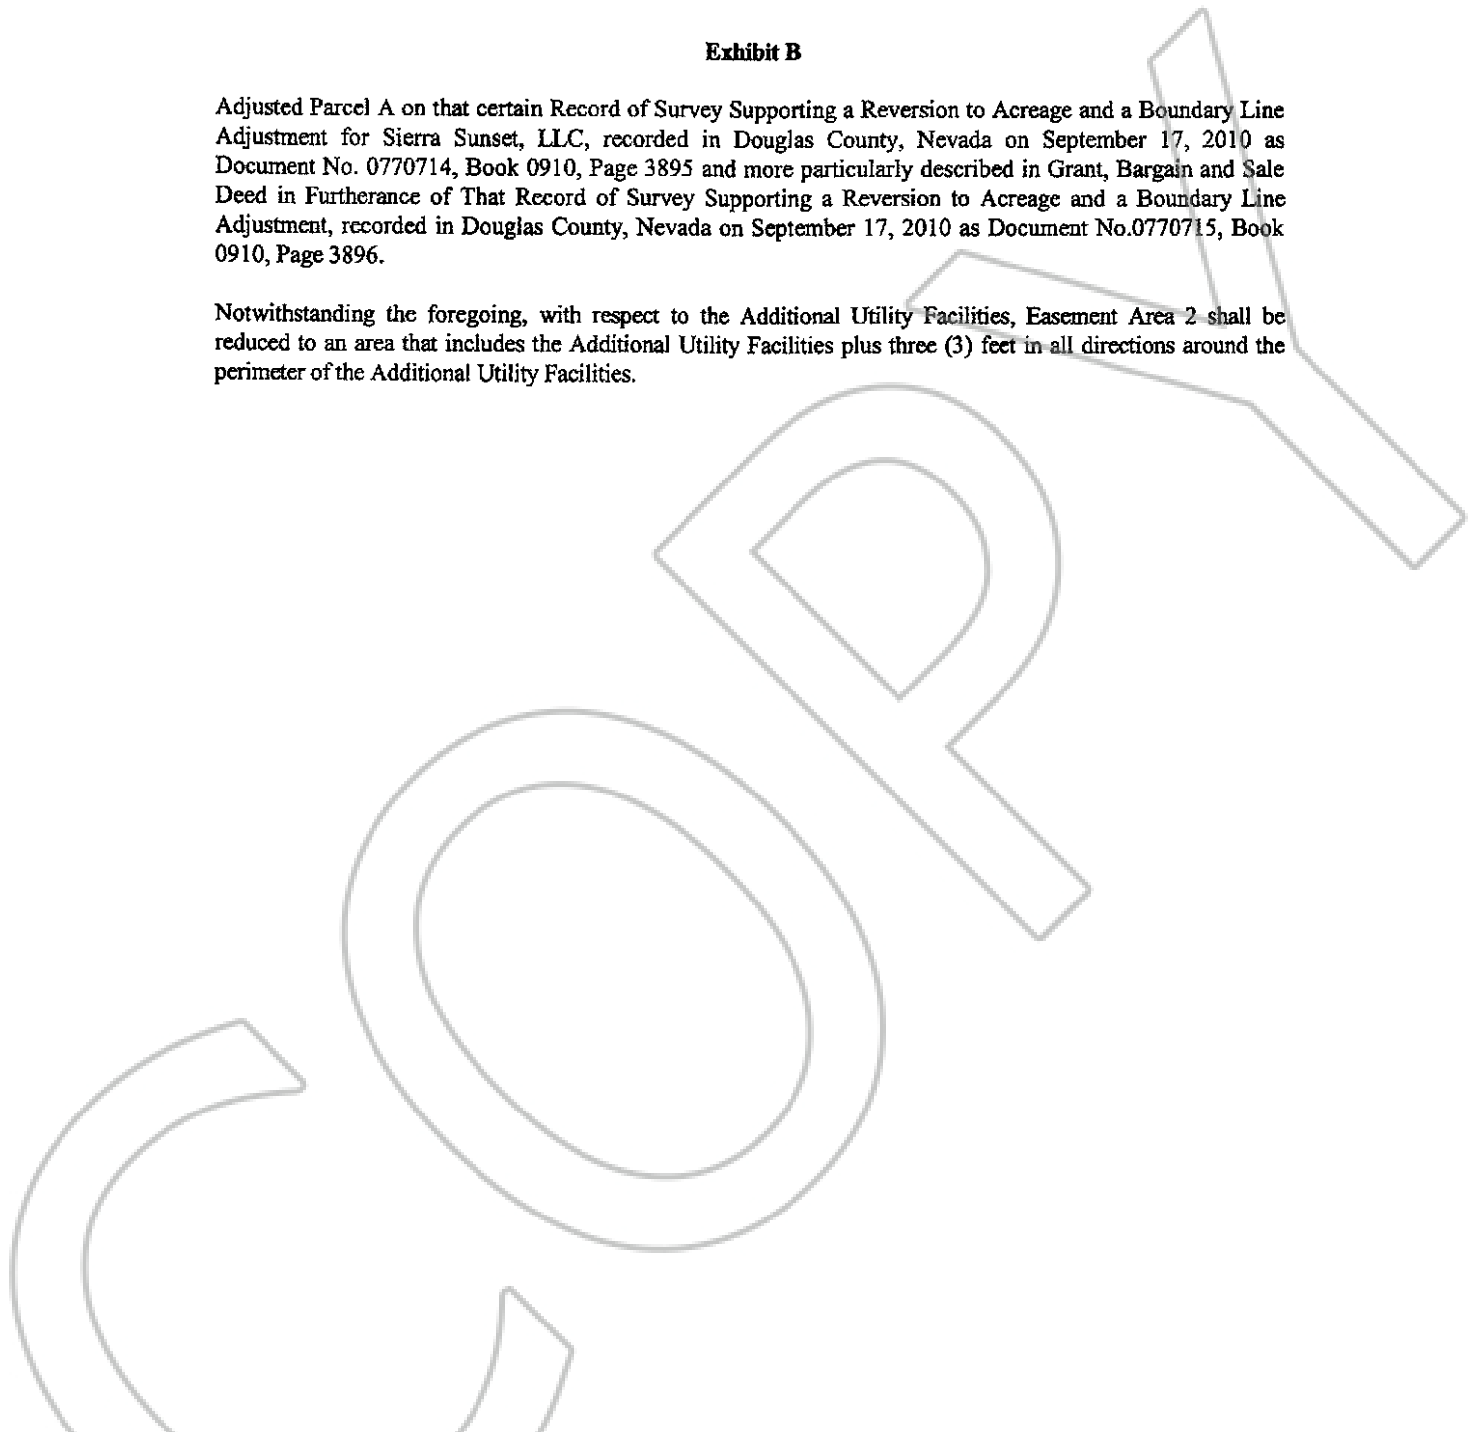 Exhibit B
Adjusted Parcel A on that certain Record of Survey Supporting a Reversion to Acreage and a Boundary Line
Adjustment for Sierra Sunset, LLC, recorded in Douglas County, Nevada on September 17, 2010 as
Document No. 0770714, Book 0910, Page 3895 and more particularly described in Grant, Bargain and Sale
Deed in Furtherance of That Record of Survey Supporting a Reversion to Acreage and a Boundary Line
Adjustment, recorded in Douglas County, Nevada on September 17, 2010 as Document No.0770715, Book
0910, Page 3896.
Notwithstanding the foregoing, with respect to the Additional Utility Facilities, Easement Area 2 shall be
reduced to an area that includes the Additional Utility Facilities plus three (3) feet in all directions around the
perimeter of the Additional Utility Facilities.
COPY